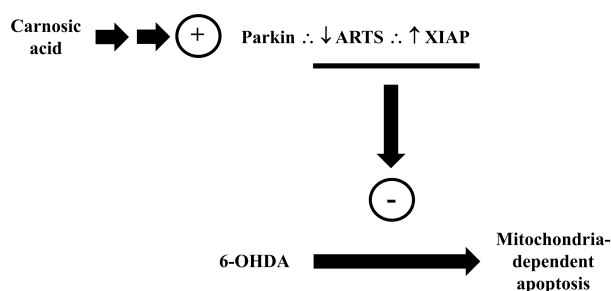 Carnosic
acid
+
Parkin ∴ ↓ ARTS ∴ ↑ XIAP
-
6-OHDA
Mitochondria-
dependent
apoptosis